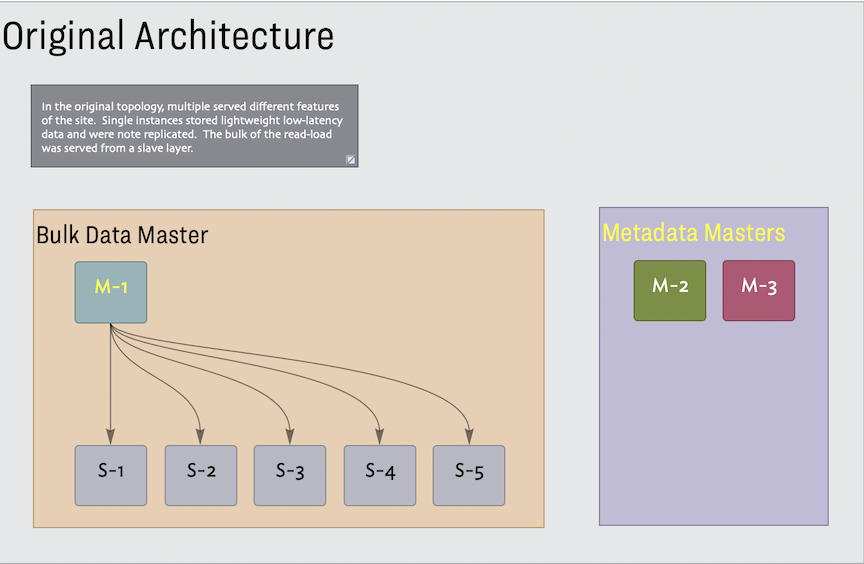 Original Architecture
In the original topology, multiple served different features
of the site.  Single instances stored lightweight low-latency
data and were note replicated.  The bulk of the read-load
was served from a slave layer.
Bulk Data Master
M-1
S-1
S-2
S-3
S-4
S-5
Metadata Masters
M-2
M-3